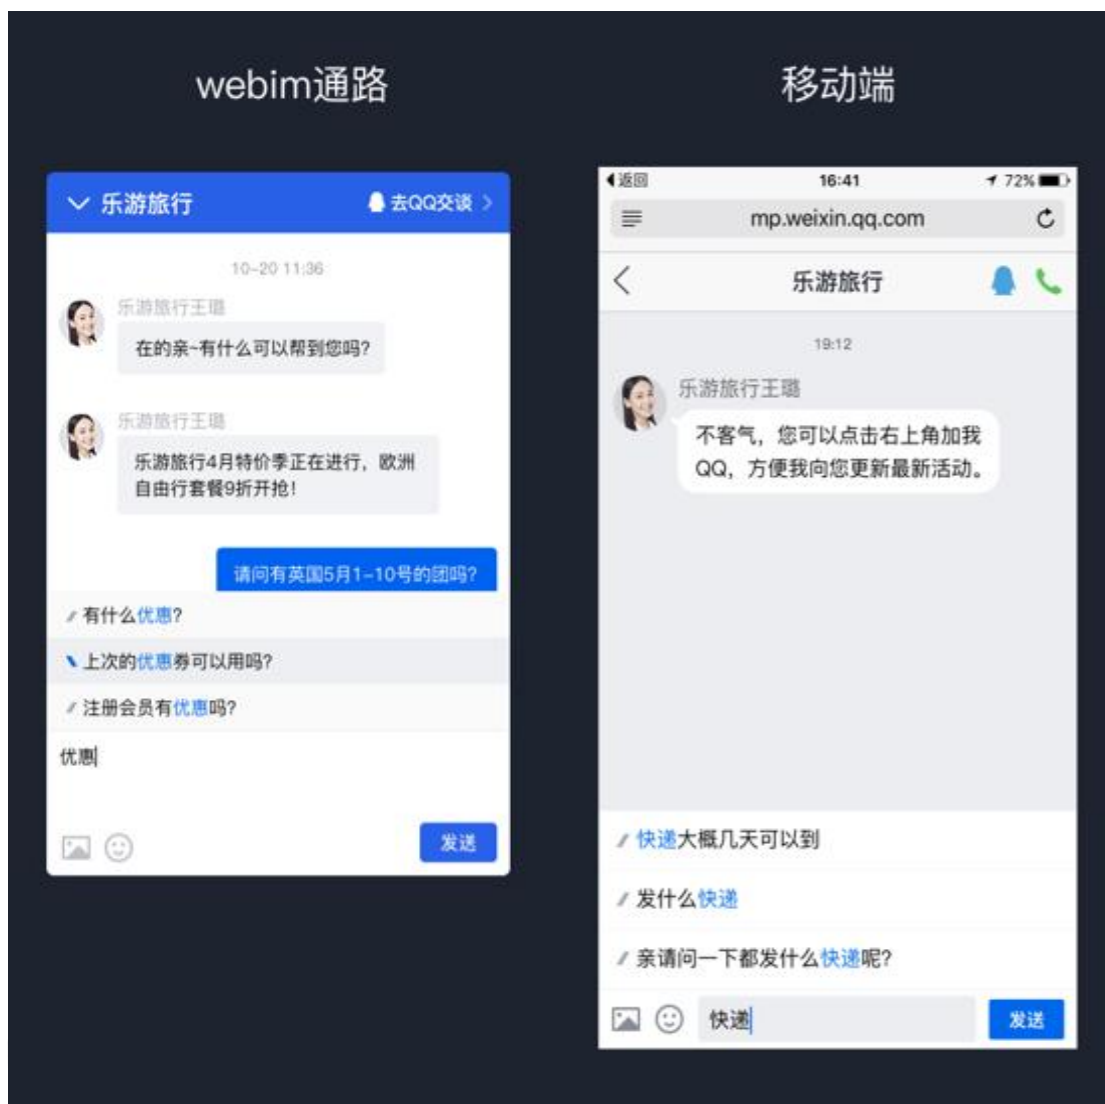 webim通路
乐游旅行
去QQ交谈
10-20 11:36
乐游旅行王璐
在的亲~有什么可以帮到您吗?
乐游旅行王璐
乐游旅行4月特价季正在进行，欧洲
自由行套餐9折开抢!
请问有英国5月1-10号的团吗?
有什么优惠?
上次的优惠券可以用吗?
注册会员有优惠吗?
优惠
发送
移动端
返回
16:41
72%
mp.weixin.qq.com
乐游旅行
19:12
乐游旅行王璐
不客气，您可以点击右上角加我
QQ，方便我向您更新最新活动。
快递大概几天可以到
发什么快递
亲请问一下都发什么快递呢?
快递
发送